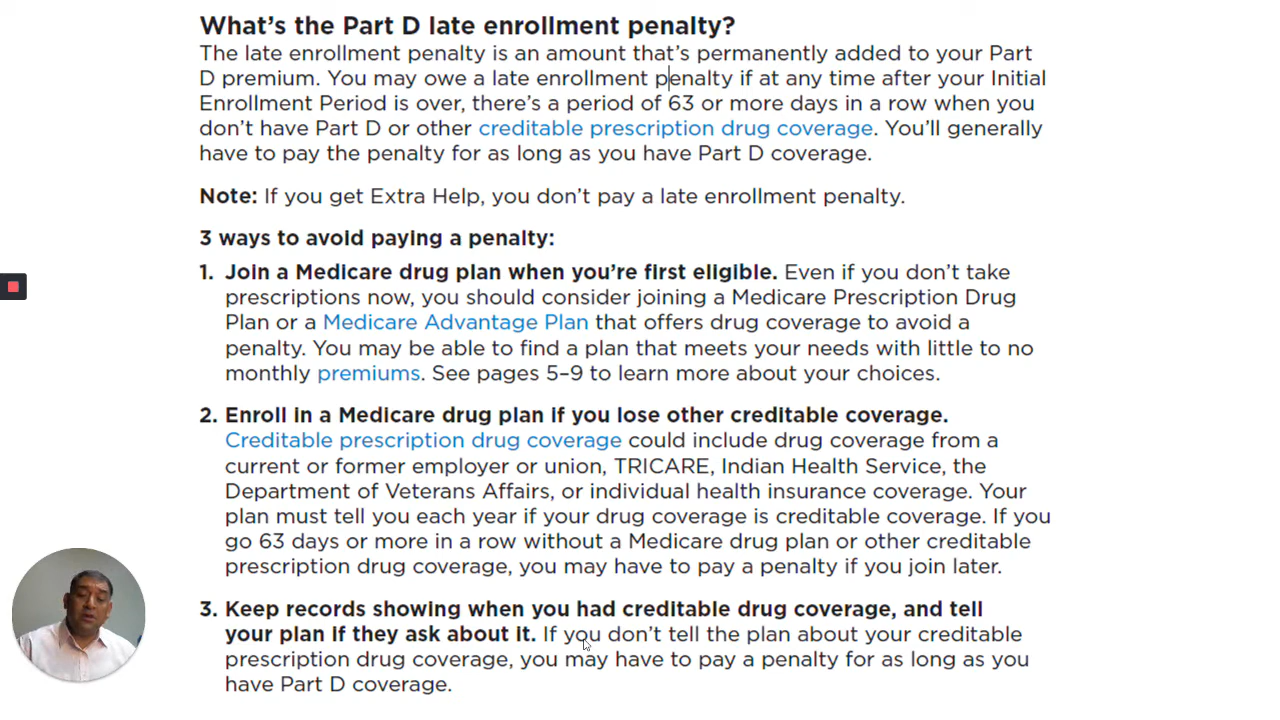 What's the Part D late enrollment penalty?
The late enrollment penalty is an amount that's permanently added to your Part
D premium. You may owe a late enrollment penalty if at any time after your Initial
Enrollment Period is over, there's a period of 63 or more days in a row when you
don't have Part D or other creditable prescription drug coverage. You'll generally
have to pay the penalty for as long as you have Part D coverage.
Note: If you get Extra Help, you don't pay a late enrollment penalty.
3 ways to avoid paying a penalty:
1. Join a Medicare drug plan when you're first eligible. Even if you don't take
prescriptions now, you should consider joining a Medicare Prescription Drug
Plan or a Medicare Advantage Plan that offers drug coverage to avoid a
penalty. You may be able to find a plan that meets your needs with little to no
monthly premiums. See pages 5–9 to learn more about your choices.
2. Enroll in a Medicare drug plan if you lose other creditable coverage.
Creditable prescription drug coverage could include drug coverage from a
current or former employer or union, TRICARE, Indian Health Service, the
Department of Veterans Affairs, or individual health insurance coverage. Your
plan must tell you each year if your drug coverage is creditable coverage. If you
go 63 days or more in a row without a Medicare drug plan or other creditable
prescription drug coverage, you may have to pay a penalty if you join later.
3. Keep records showing when you had creditable drug coverage, and tell
your plan if they ask about it. If you don't tell the plan about your creditable
prescription drug coverage, you may have to pay a penalty for as long as you
have Part D coverage.